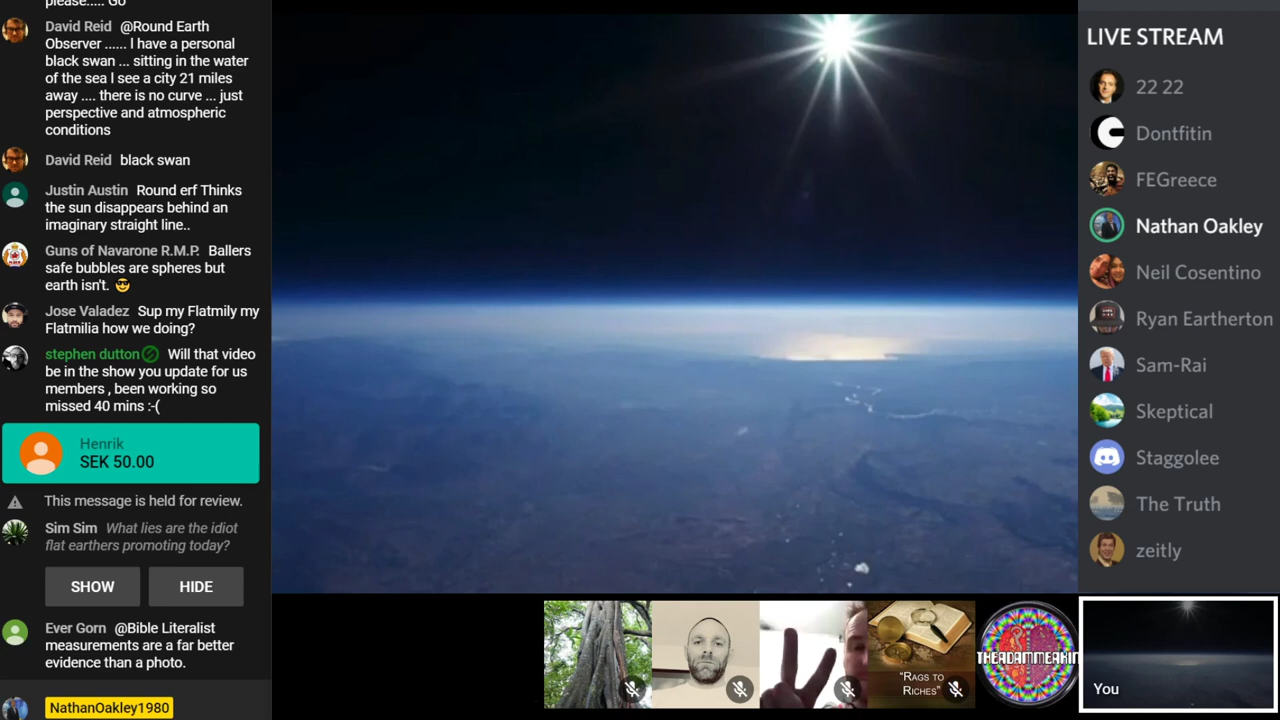 please..... Go
David Reid @Round Earth
Observer ...... I have a personal
black swan ... sitting in the water
of the sea I see a city 21 miles
away .... there is no curve ... just
perspective and atmospheric
conditions
David Reid black swan
Justin Austin Round erf Thinks
the sun disappears behind an
imaginary straight line..
Guns of Navarone R.M.P. Ballers
safe bubbles are spheres but
earth isn't. 😎
Jose Valadez Sup my Flatmily my
Flatmilia how we doing?
stephen dutton Will that video
be in the show you update for us
members , been working so
missed 40 mins :-(
Henrik
SEK 50.00
This message is held for review.
Sim Sim What lies are the idiot
flat earthers promoting today?
SHOW HIDE
Ever Gorn @Bible Literalist
measurements are a far better
evidence than a photo.
NathanOakley1980
"RAGS TO
RICHES"
THEADAMMEAKIN
You
LIVE STREAM
22 22
Dontfitin
FEGreece
Nathan Oakley
Neil Cosentino
Ryan Eartherton
Sam-Rai
Skeptical
Staggolee
The Truth
zeitly